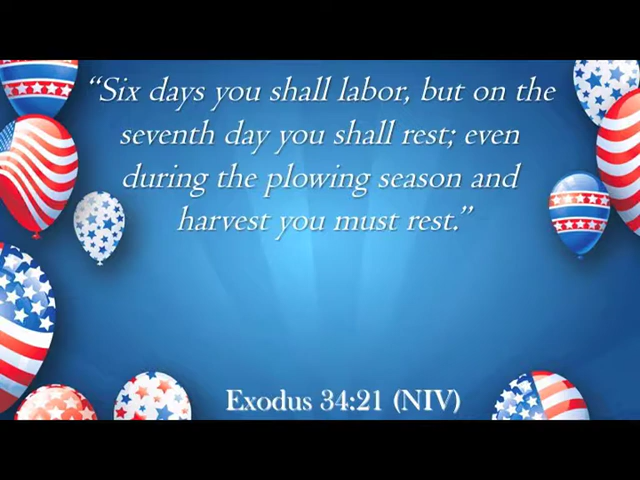 “Six days you shall labor, but on the
seventh day you shall rest; even
during the plowing season and
harvest you must rest.”
Exodus 34:21 (NIV)